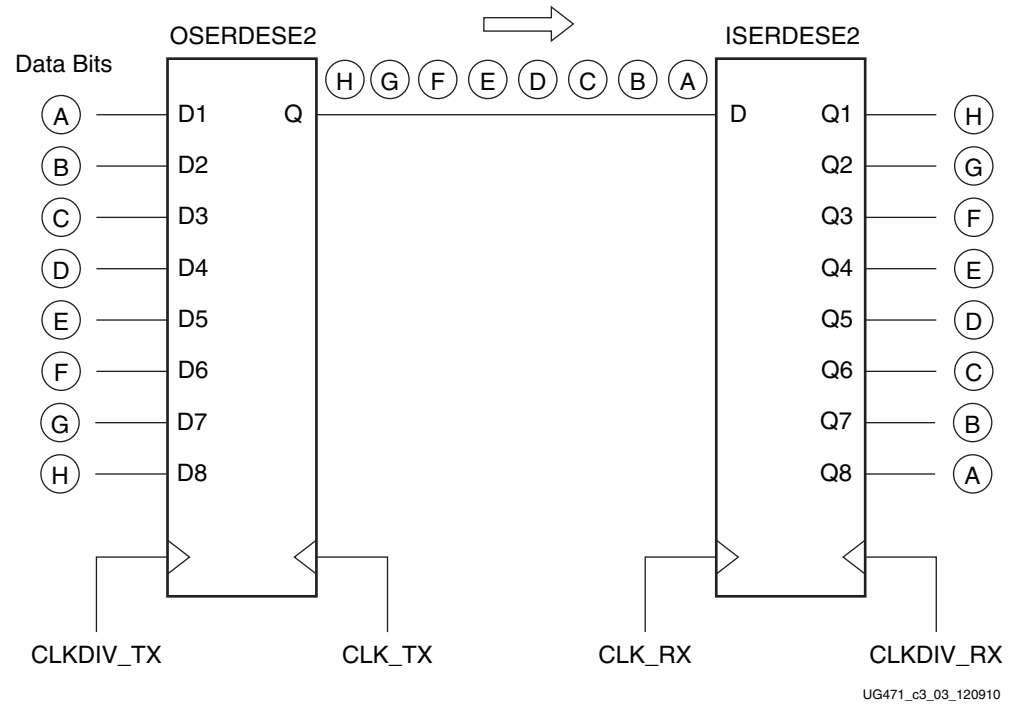 OSERDESE2 ISERDESE2
Data Bits H G F E D C B A
A D1 Q D Q1 H
B D2 Q2 G
C D3 Q3 F
D D4 Q4 E
E D5 Q5 D
F D6 Q6 C
G D7 Q7 B
H D8 Q8 A
CLKDIV_TX CLK_TX CLK_RX CLKDIV_RX
UG471_c3_03_120910